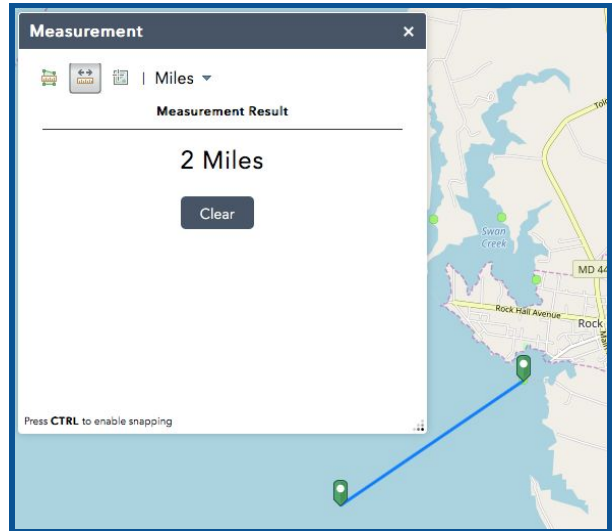 Measurement
×
| Miles
Measurement Result
2 Miles
Clear
Press CTRL to enable snapping
Swan
Creek
MD 44
Rock Hall Avenue
Rock